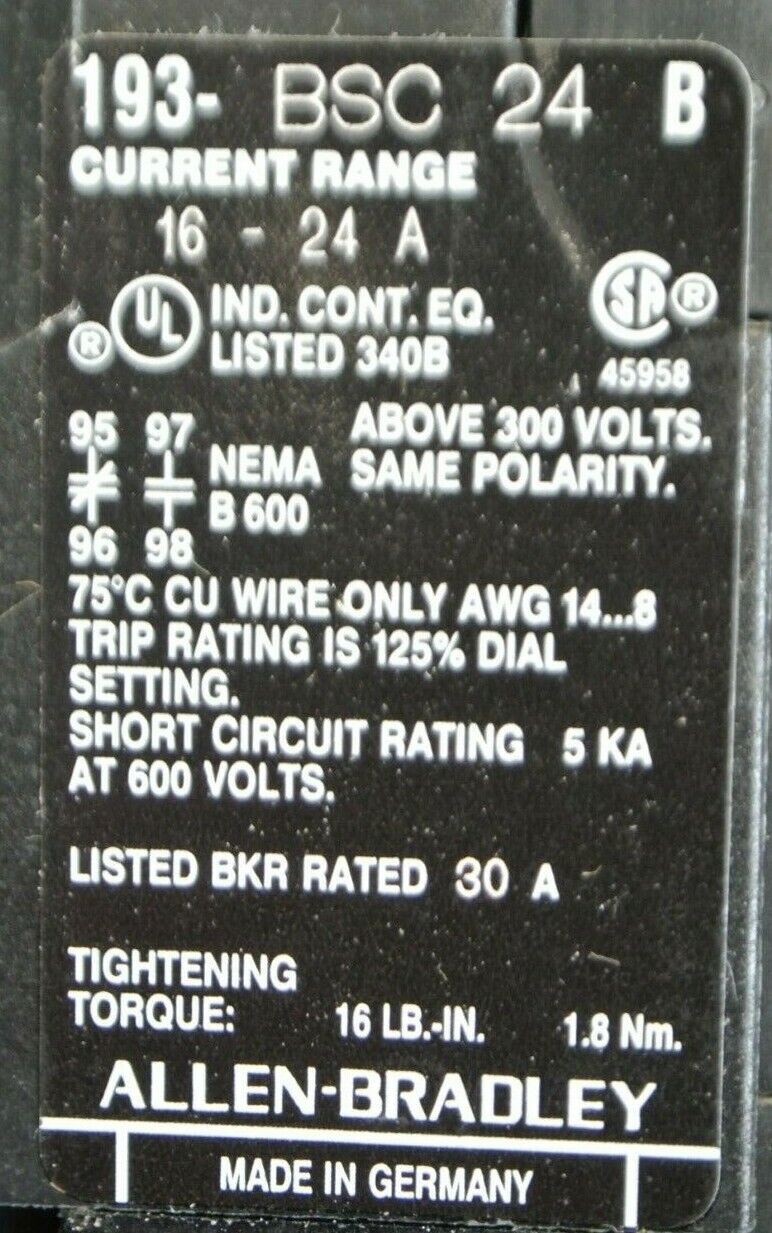 193- BSC 24 B
CURRENT RANGE
16 - 24 A
® UL IND. CONT. EQ.
LISTED 340B
SA ®
45958
95 97
96 98
NEMA
B 600
ABOVE 300 VOLTS.
SAME POLARITY.
75°C CU WIRE ONLY AWG 14...8
TRIP RATING IS 125% DIAL
SETTING.
SHORT CIRCUIT RATING 5 KA
AT 600 VOLTS.
LISTED BKR RATED 30 A
TIGHTENING
TORQUE: 16 LB.-IN. 1.8 Nm.
ALLEN-BRADLEY
MADE IN GERMANY